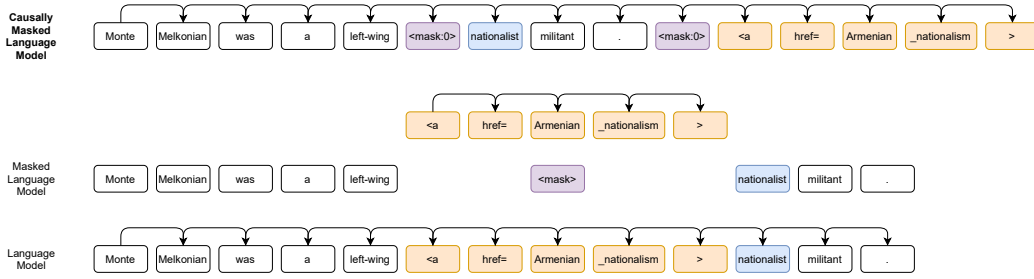 Causally
Masked
Language
Model
Monte Melkonian was a left-wing <mask:0> nationalist militant . <mask:0> <a href= Armenian _nationalism >
<a href= Armenian _nationalism >
Masked
Language
Model
Monte Melkonian was a left-wing <mask> nationalist militant .
Language
Model
Monte Melkonian was a left-wing <a href= Armenian _nationalism > nationalist militant .